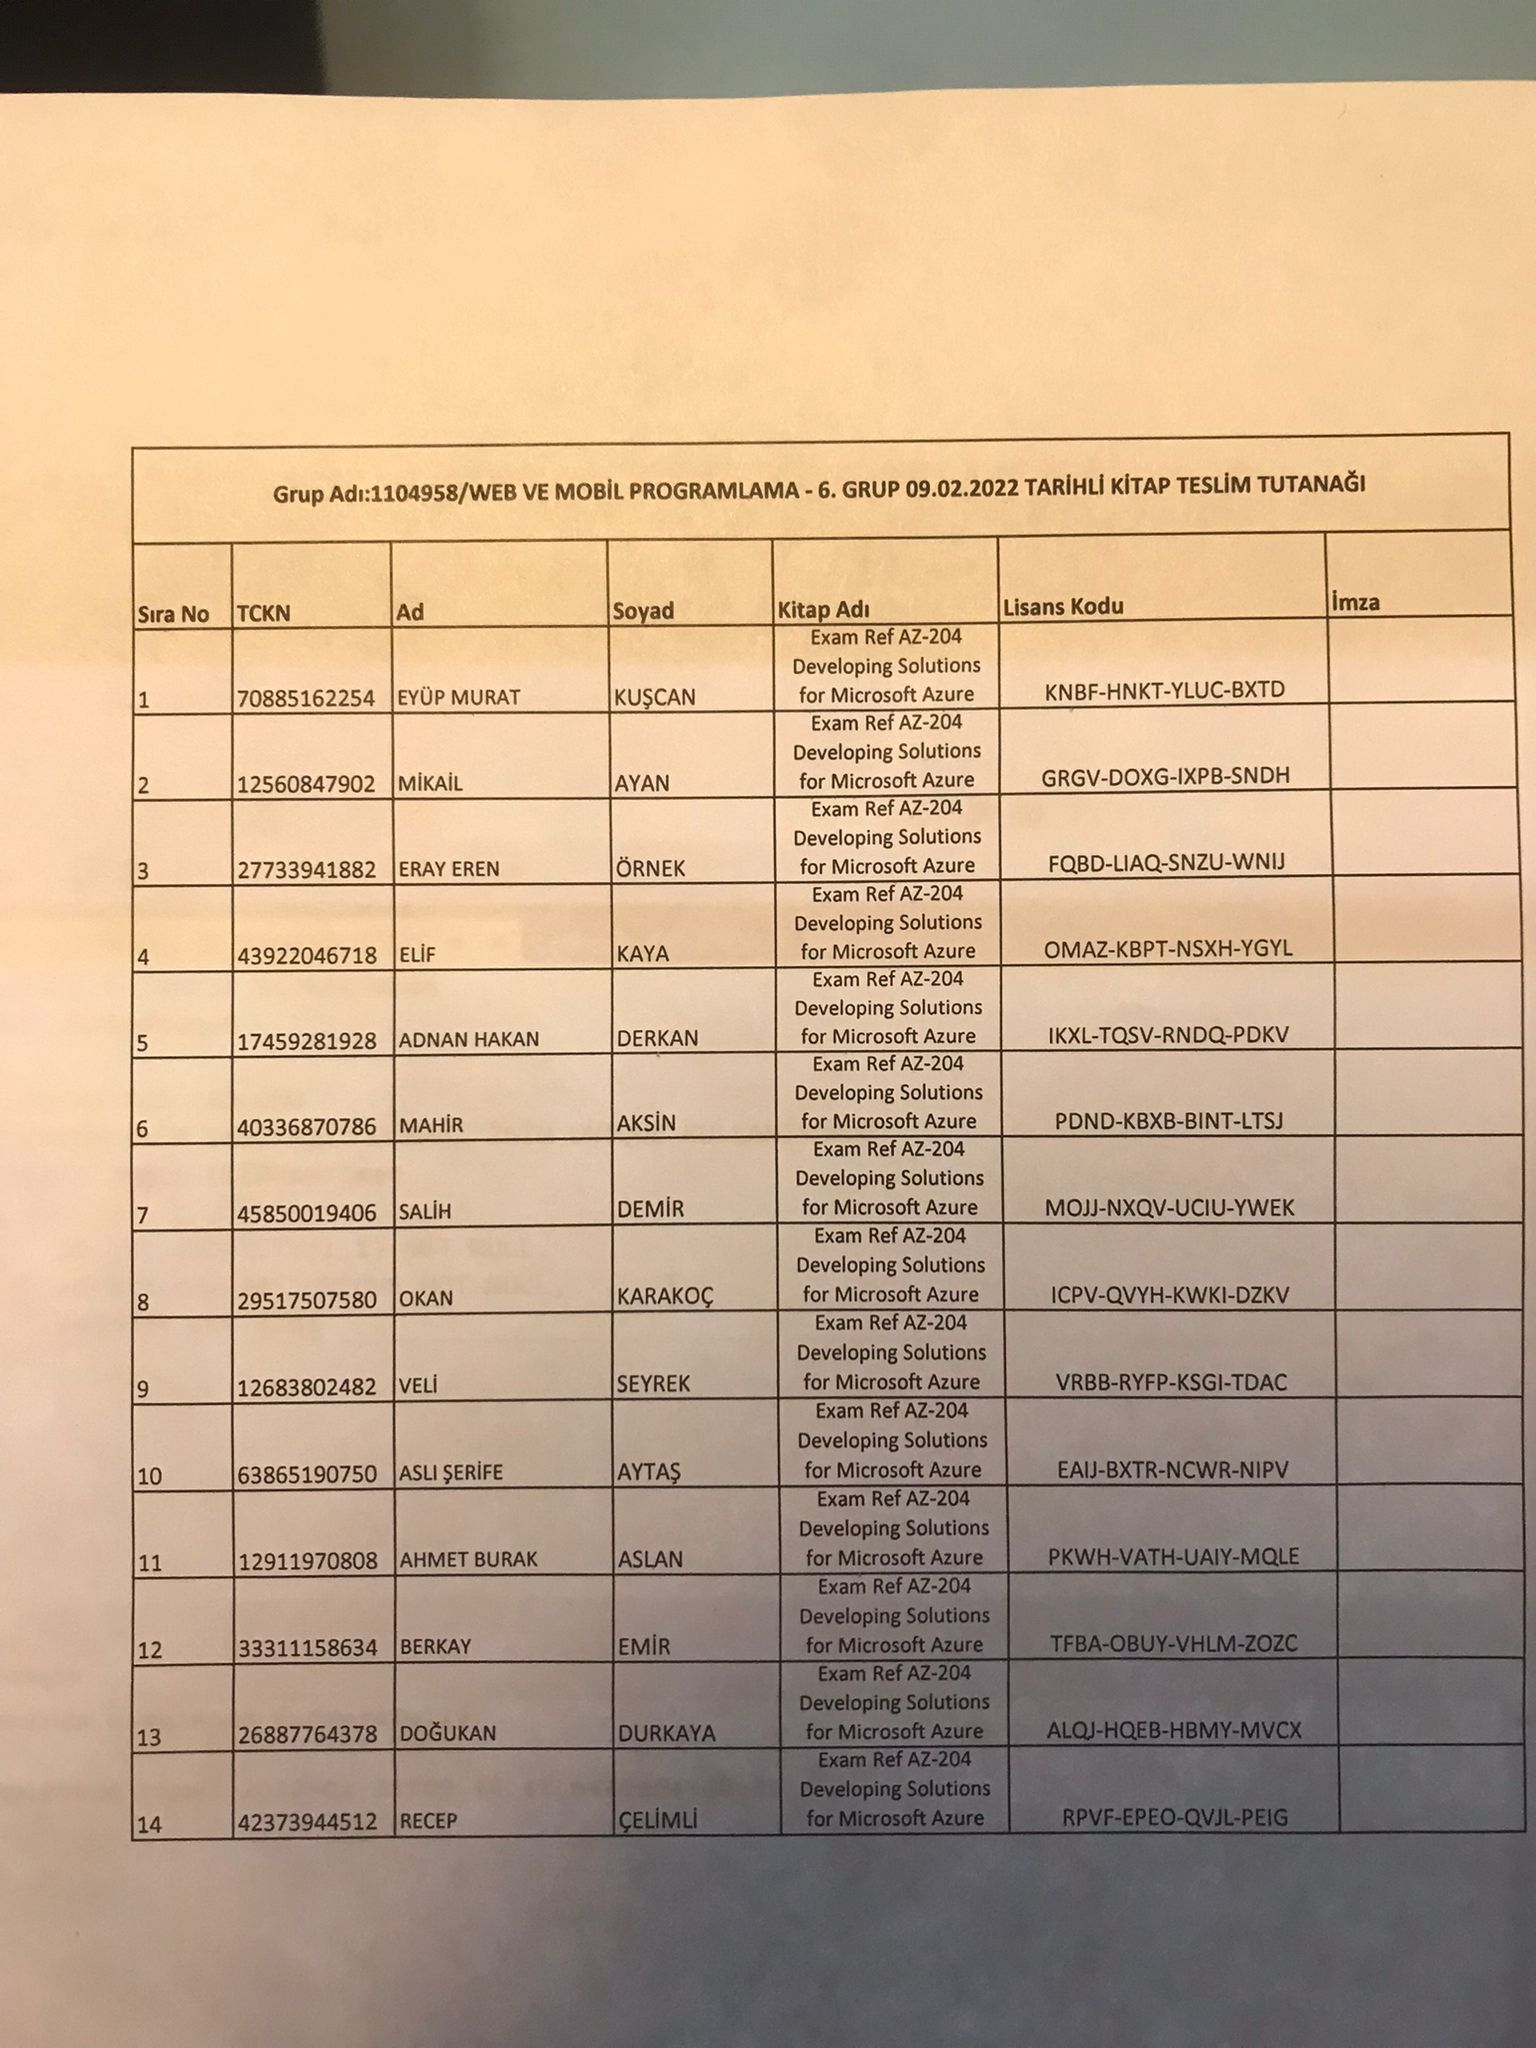 Grup Adı:1104958/WEB VE MOBİL PROGRAMLAMA - 6. GRUP 09.02.2022 TARİHLİ KİTAP TESLİM TUTANAĞI
Sıra No TCKN Ad Soyad Kitap Adı Lisans Kodu İmza
Exam Ref AZ-204
Developing Solutions
1 70885162254 EYÜP MURAT KUŞCAN for Microsoft Azure KNBF-HNKT-YLUC-BXTD
Exam Ref AZ-204
Developing Solutions
2 12560847902 MİKAİL AYAN for Microsoft Azure GRGV-DOXG-IXPB-SNDH
Exam Ref AZ-204
Developing Solutions
3 27733941882 ERAY EREN ÖRNEK for Microsoft Azure FQBD-LIAQ-SNZU-WNIJ
Exam Ref AZ-204
Developing Solutions
4 43922046718 ELİF KAYA for Microsoft Azure OMAZ-KBPT-NSXH-YGYL
Exam Ref AZ-204
Developing Solutions
5 17459281928 ADNAN HAKAN DERKAN for Microsoft Azure IKXL-TQSV-RNDQ-PDKV
Exam Ref AZ-204
Developing Solutions
6 40336870786 MAHİR AKSİN for Microsoft Azure PDND-KBXB-BINT-LTSJ
Exam Ref AZ-204
Developing Solutions
7 45850019406 SALİH DEMİR for Microsoft Azure MOJJ-NXQV-UCIU-YWEK
Exam Ref AZ-204
Developing Solutions
8 29517507580 OKAN KARAKOÇ for Microsoft Azure ICPV-QVYH-KWKI-DZKV
Exam Ref AZ-204
Developing Solutions
9 12683802482 VELİ SEYREK for Microsoft Azure VRBB-RYFP-KSGI-TDAC
Exam Ref AZ-204
Developing Solutions
10 63865190750 ASLI ŞERİFE AYTAŞ for Microsoft Azure EAIJ-BXTR-NCWR-NIPV
Exam Ref AZ-204
Developing Solutions
11 12911970808 AHMET BURAK ASLAN for Microsoft Azure PKWH-VATH-UAIY-MQLE
Exam Ref AZ-204
Developing Solutions
12 33311158634 BERKAY EMİR for Microsoft Azure TFBA-OBUY-VHLM-ZOZC
Exam Ref AZ-204
Developing Solutions
13 26887764378 DOĞUKAN DURKAYA for Microsoft Azure ALQJ-HQEB-HBMY-MVCX
Exam Ref AZ-204
Developing Solutions
14 42373944512 RECEP ÇELİMLİ for Microsoft Azure RPVF-EPEO-QVJL-PEIG